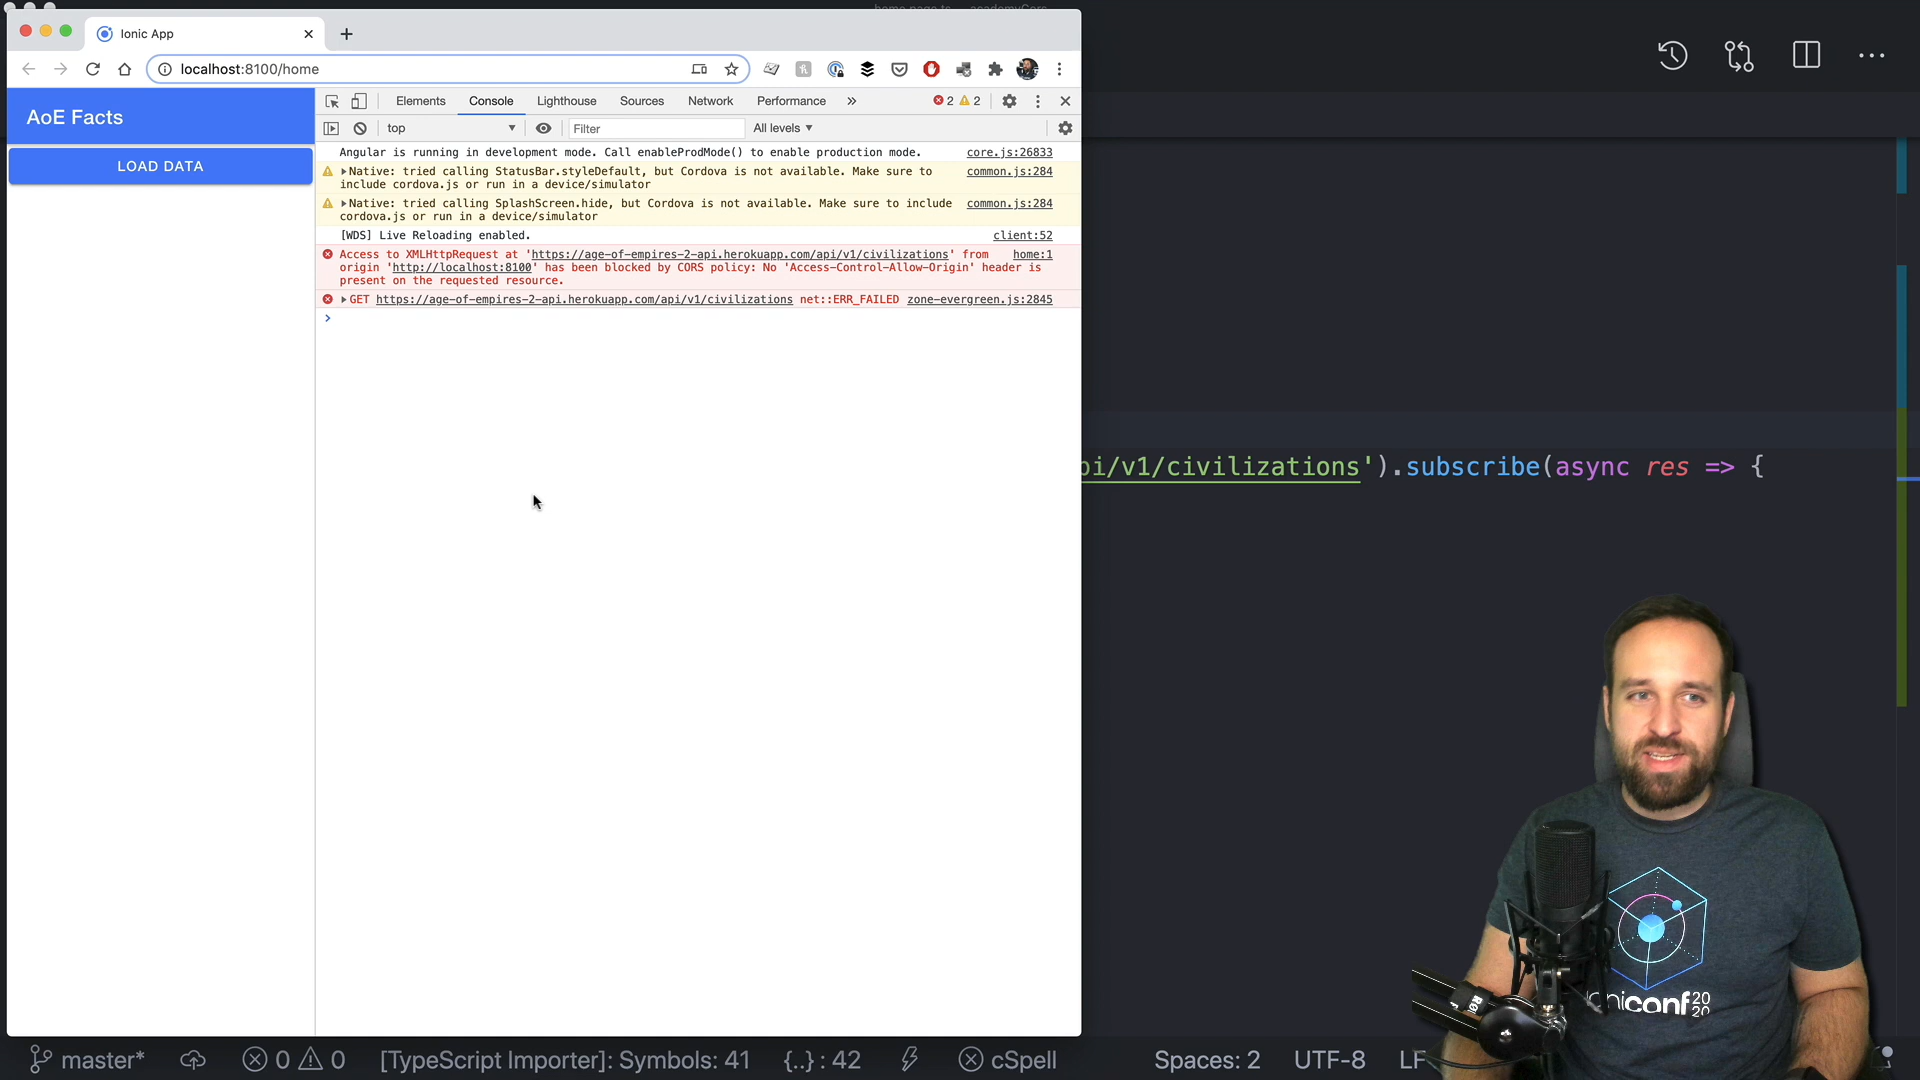 Ionic App
localhost:8100/home
AoE Facts
LOAD DATA
Elements Console Lighthouse Sources Network Performance 2 2
top Filter All levels
Angular is running in development mode. Call enableProdMode() to enable production mode. core.js:26833
Native: tried calling StatusBar.styleDefault, but Cordova is not available. Make sure to common.js:284
include cordova.js or run in a device/simulator
Native: tried calling SplashScreen.hide, but Cordova is not available. Make sure to include common.js:284
cordova.js or run in a device/simulator
[WDS] Live Reloading enabled. client:52
Access to XMLHttpRequest at 'https://age-of-empires-2-api.herokuapp.com/api/v1/civilizations' from home:1
origin 'http://localhost:8100' has been blocked by CORS policy: No 'Access-Control-Allow-Origin' header is
present on the requested resource.
GET https://age-of-empires-2-api.herokuapp.com/api/v1/civilizations net::ERR_FAILED zone-evergreen.js:2845
pi/v1/civilizations').subscribe(async res => {
niconf 20
20
master* 0 0 [TypeScript Importer]: Symbols: 41 {..} : 42 cSpell Spaces: 2 UTF-8 LF